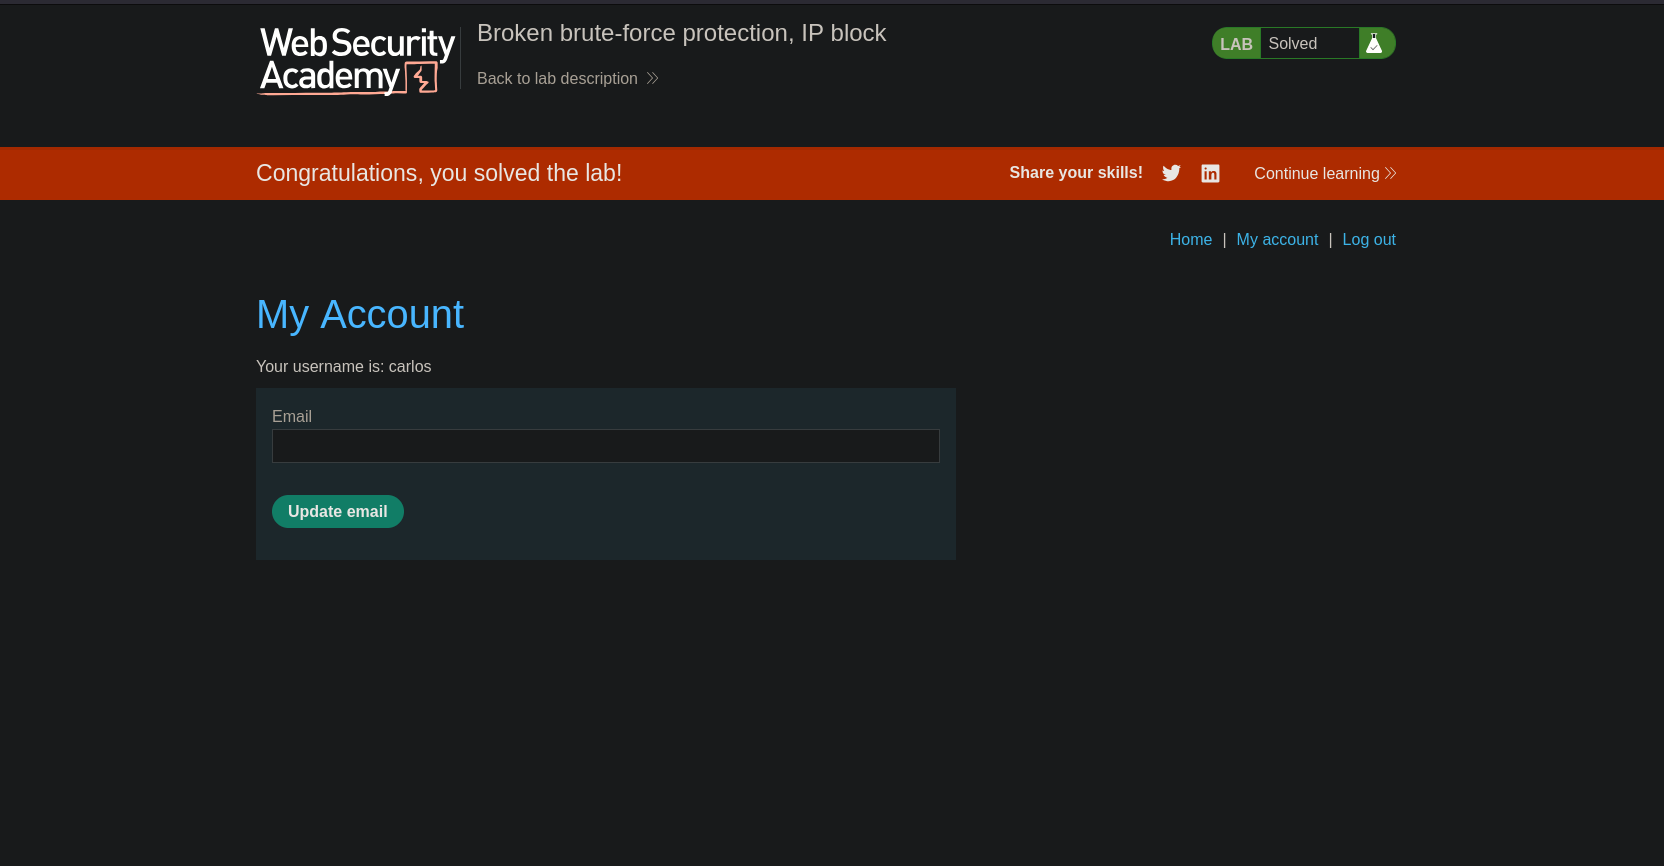 Web Security
Academy
Broken brute-force protection, IP block
Back to lab description
LAB Solved
Congratulations, you solved the lab!
Share your skills!
Continue learning
Home | My account | Log out
My Account
Your username is: carlos
Email
Update email